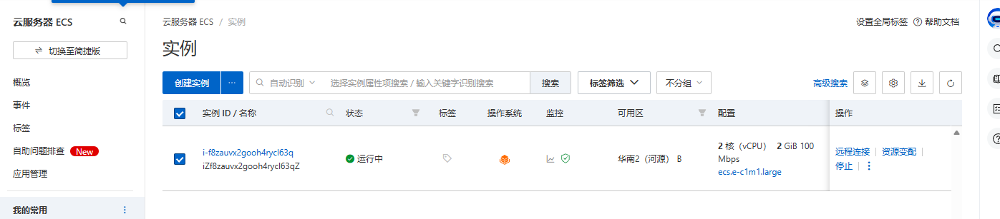 云服务器 ECS
切换至简捷版
概览
事件
标签
自助问题排查 New
应用管理
我的常用
云服务器 ECS / 实例
设置全局标签 帮助文档
实例
创建实例 ··· 自动识别 选择实例属性项搜索 / 输入关键字识别搜索 搜索 标签筛选 不分组 高级搜索
实例 ID / 名称 状态 标签 操作系统 监控 可用区 配置 操作
i-f8zauvx2gooh4rycl63q
iZf8zauvx2gooh4rycl63qZ
运行中
华南2（河源） B
2 核（vCPU） 2 GiB 100
Mbps
ecs.e-c1m1.large
远程连接 资源变配
停止